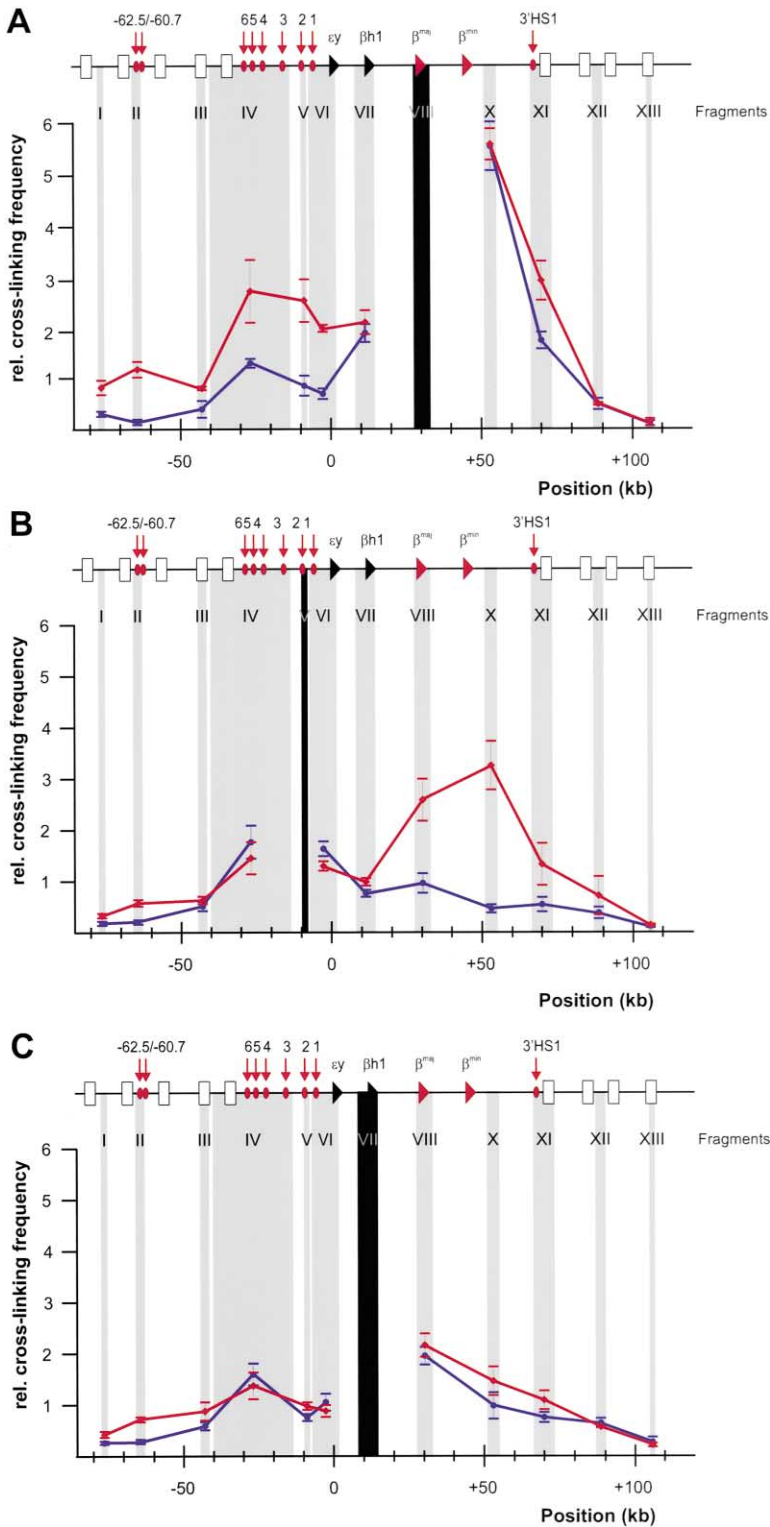 A
-62.5/-60.7 65 4 3 2 1 εy βh1 βmaj βmin 3'HS1
I II III IV V VI VII VIII X XI XII XIII Fragments
rel. cross-linking frequency
6
5
4
3
2
1
-50 0 +50 +100
Position (kb)
B
-62.5/-60.7 65 4 3 2 1 εy βh1 βmaj βmin 3'HS1
I II III IV V VI VII VIII X XI XII XIII Fragments
rel. cross-linking frequency
6
5
4
3
2
1
-50 0 +50 +100
Position (kb)
C
-62.5/-60.7 65 4 3 2 1 εy βh1 βmaj βmin 3'HS1
I II III IV V VI VII VIII X XI XII XIII Fragments
rel. cross-linking frequency
6
5
4
3
2
1
-50 0 +50 +100
Position (kb)